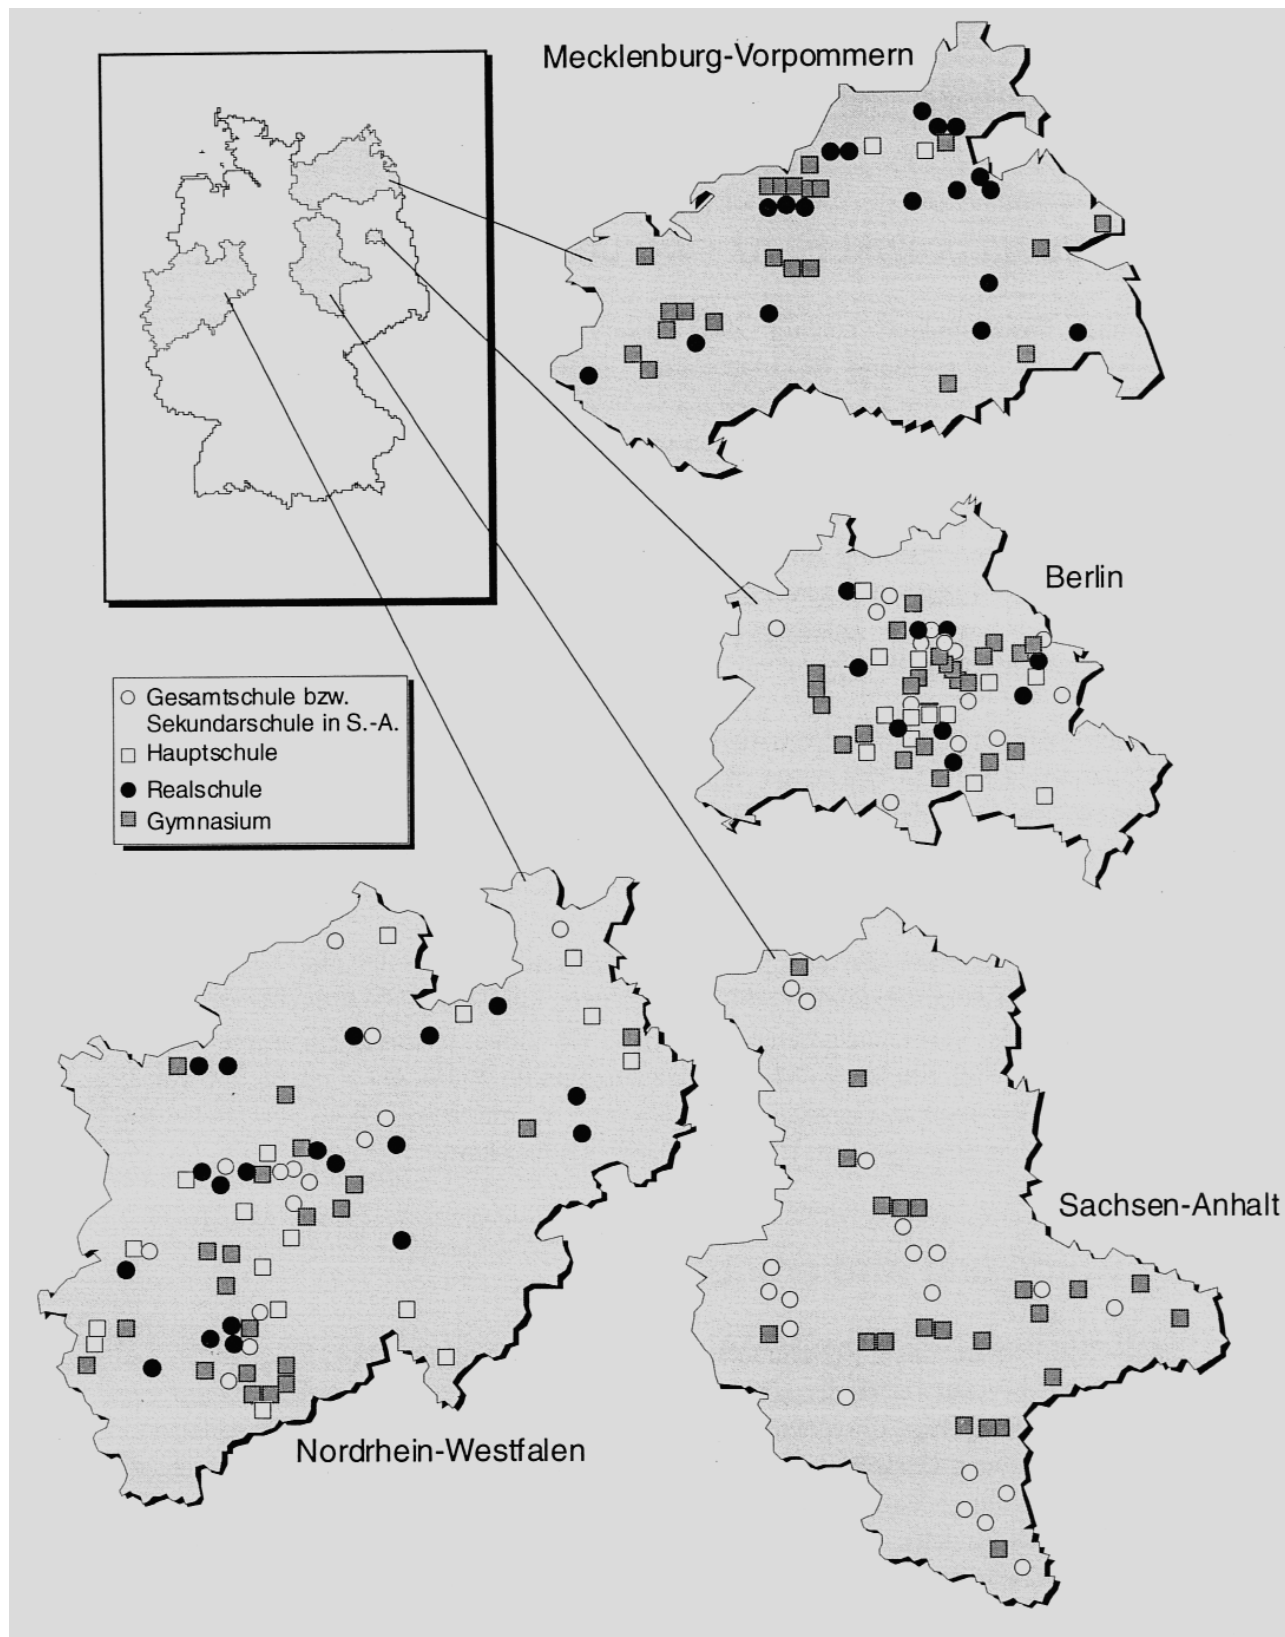 Mecklenburg-Vorpommern
Berlin
Gesamtschule bzw.
Sekundarschule in S.-A.
Hauptschule
Realschule
Gymnasium
Sachsen-Anhalt
Nordrhein-Westfalen